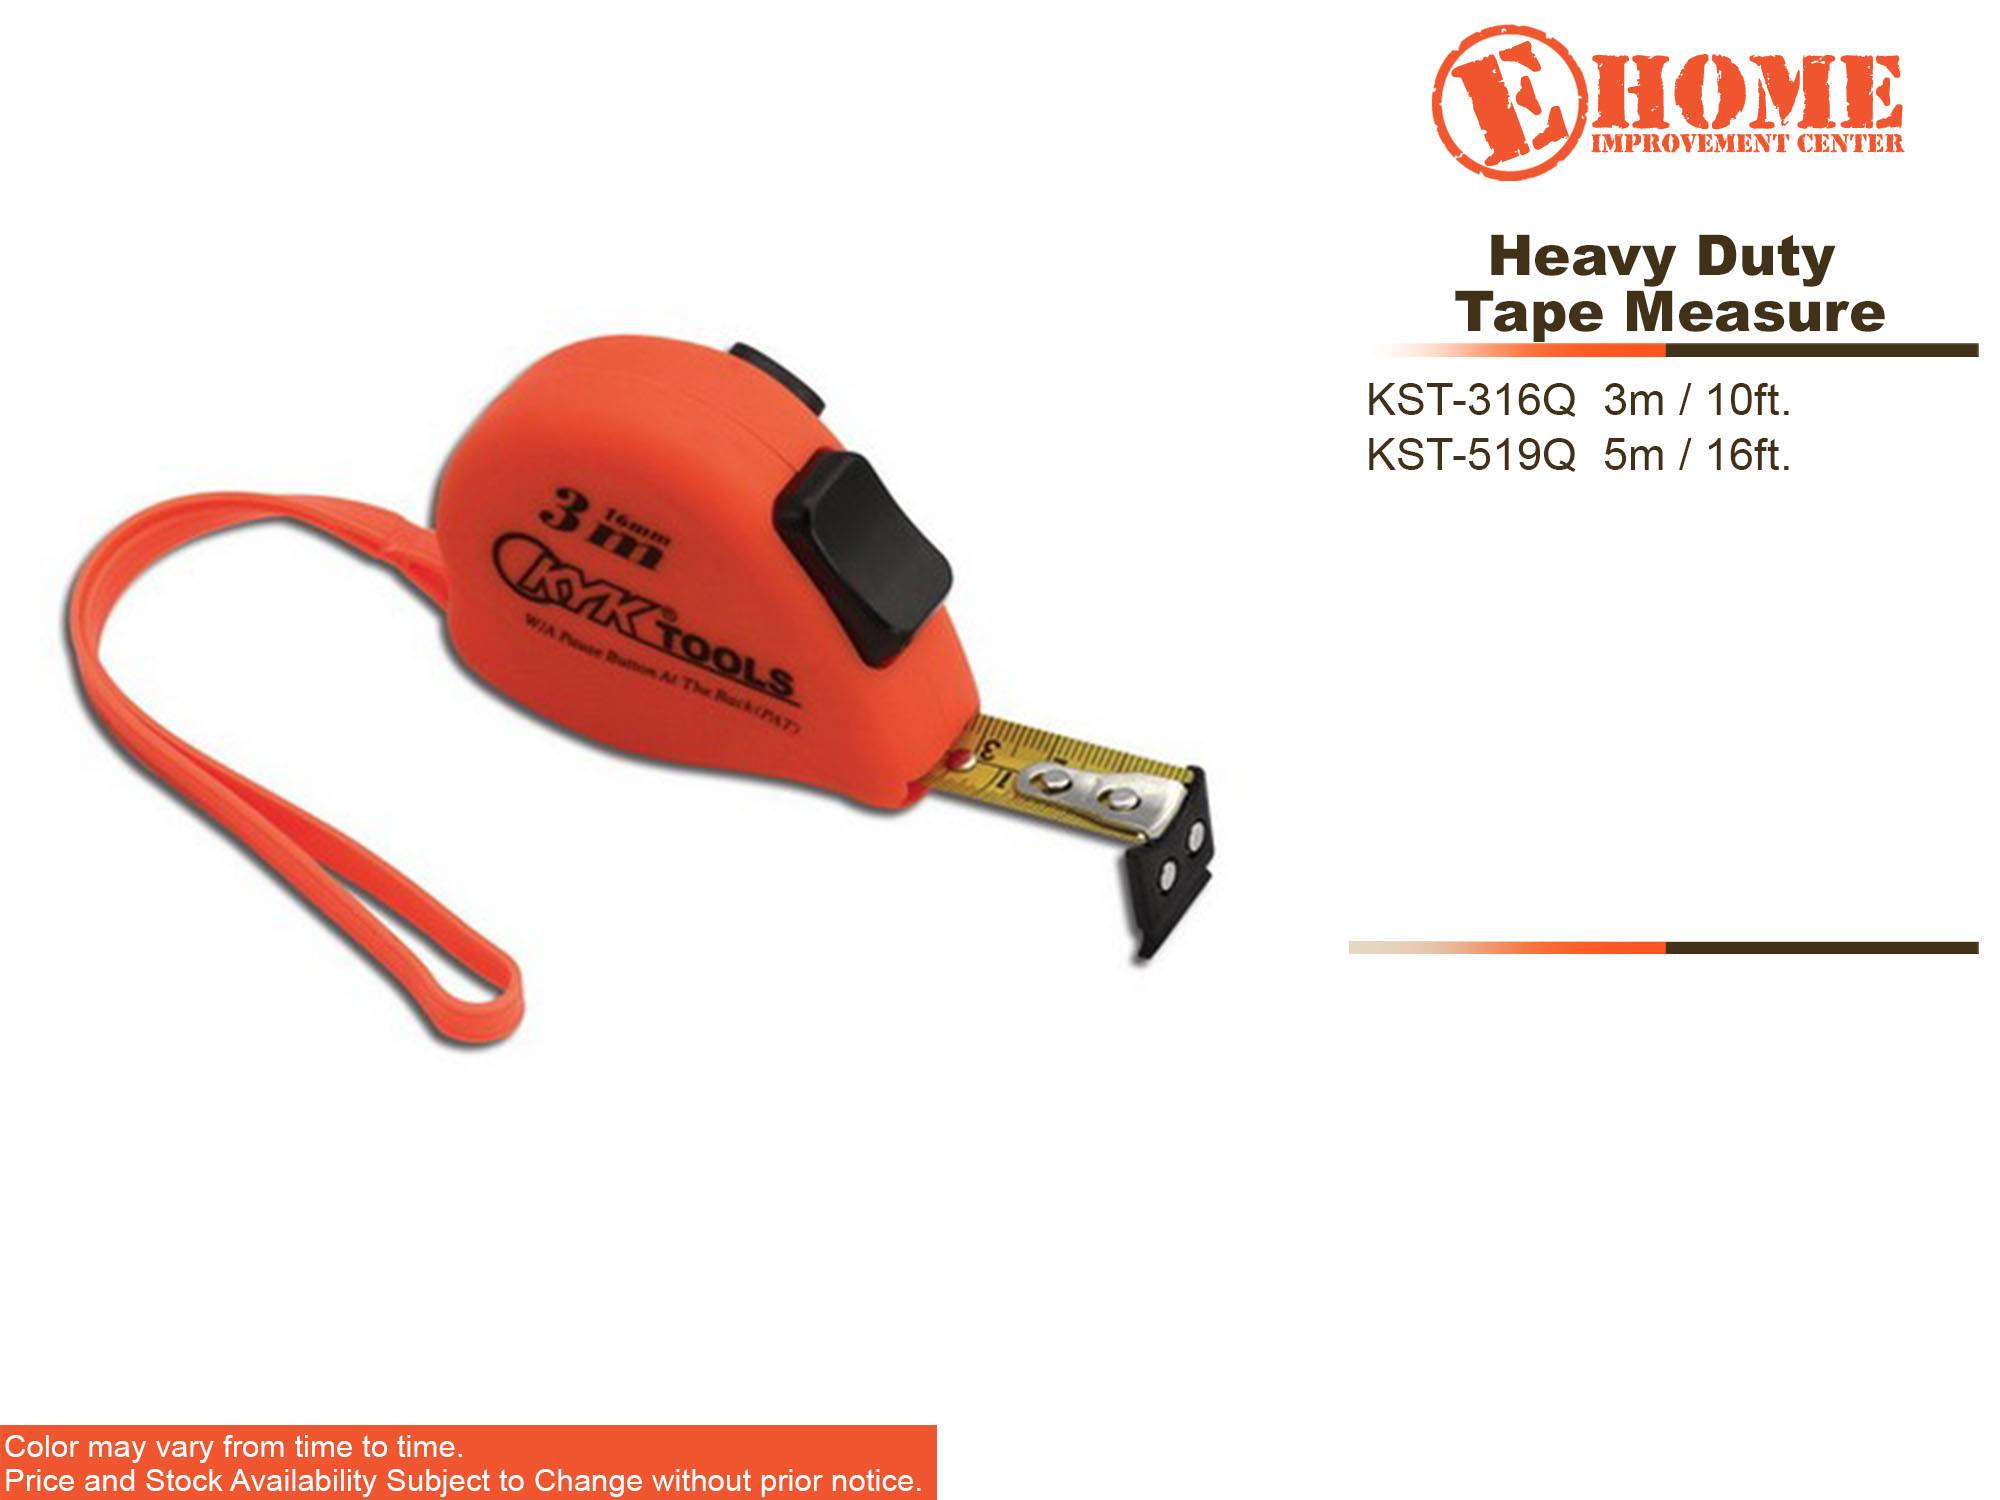 E HOME
IMPROVEMENT CENTER
Heavy Duty
Tape Measure
KST-316Q 3m / 10ft.
KST-519Q 5m / 16ft.
3m 16mm
KYK® TOOLS
W/A Pause Button At The Back(PAT)
3
1
Color may vary from time to time.
Price and Stock Availability Subject to Change without prior notice.